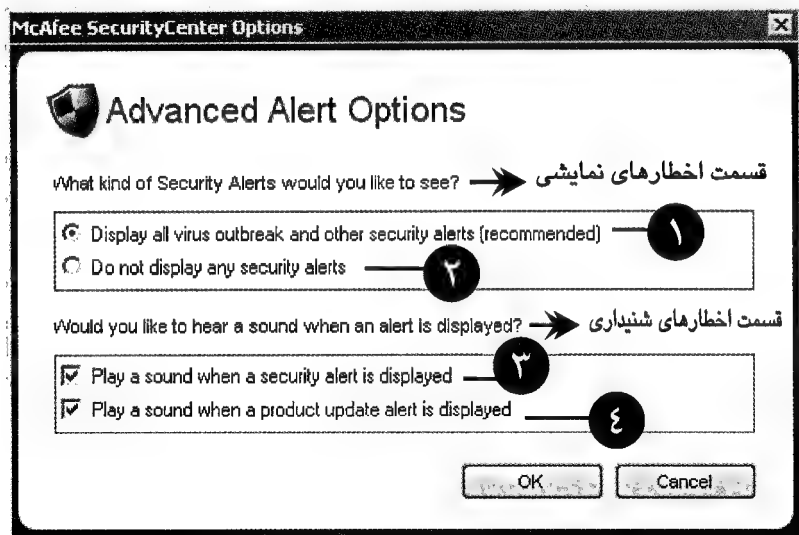 McAfee SecurityCenter Options
Advanced Alert Options
What kind of Security Alerts would you like to see? قسمت اخطارهای نمایشی
Display all virus outbreak and other security alerts (recommended) ۱
Do not display any security alerts ۲
Would you like to hear a sound when an alert is displayed? قسمت اخطارهای شنیداری
Play a sound when a security alert is displayed ۳
Play a sound when a product update alert is displayed ٤
OK Cancel